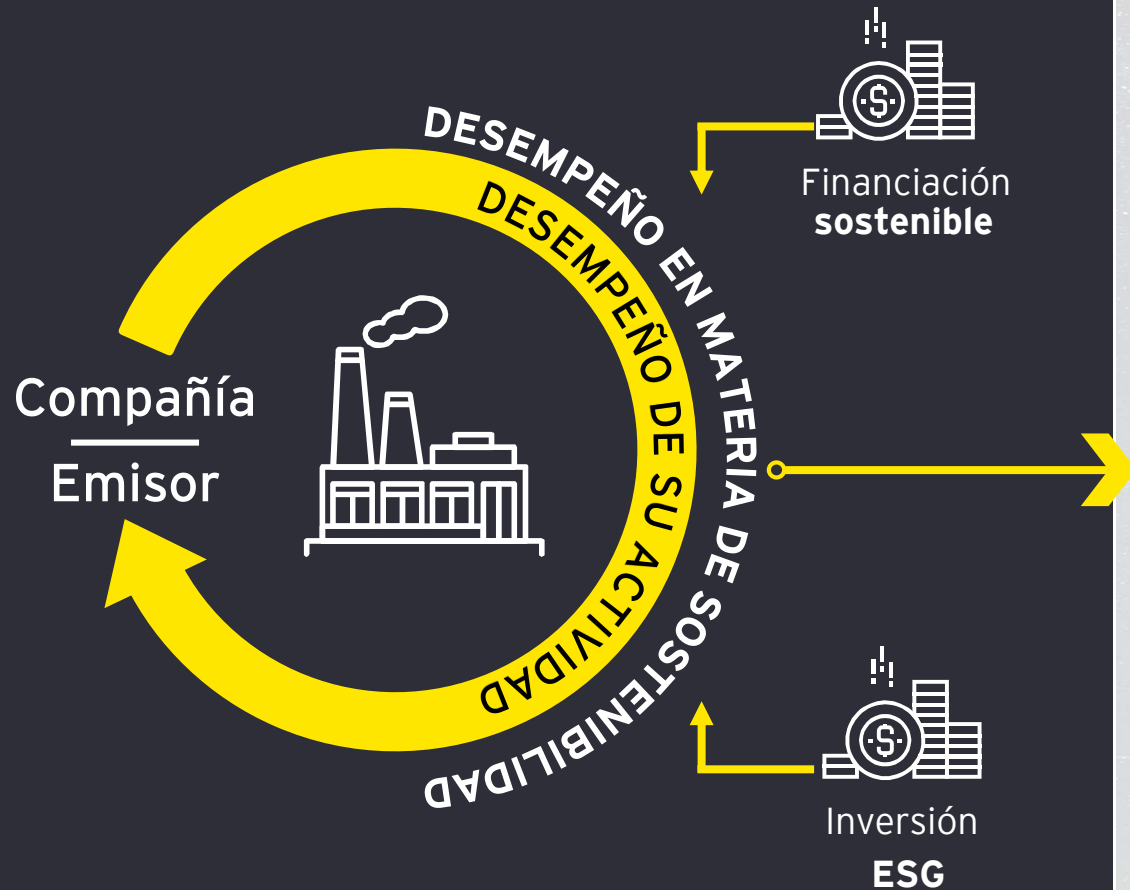 DESEMPEÑO EN MATERIA DE SOSTENIBILIDAD
DESEMPEÑO DE SU ACTIVIDAD
Compañía
Emisor
$
Financiación
sostenible
$
Inversión
ESG